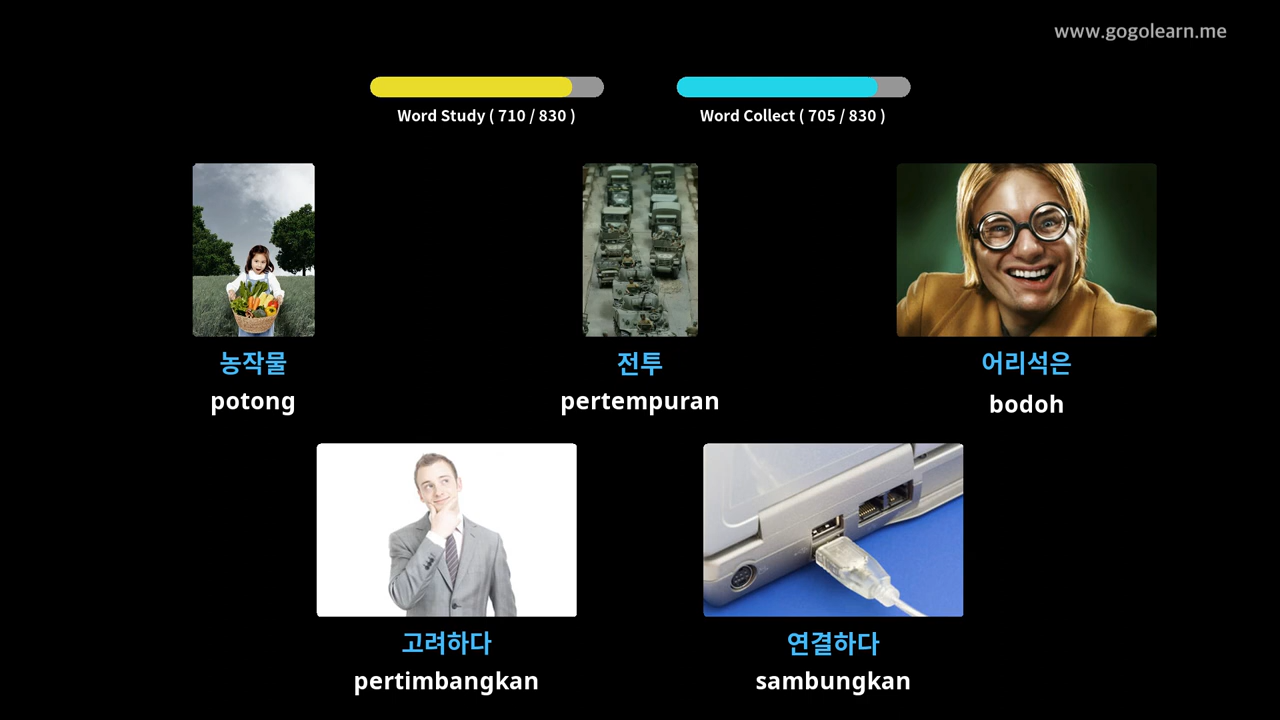 www.gogolearn.me
Word Study ( 710 / 830 )
Word Collect ( 705 / 830 )
농작물
potong
전투
pertempuran
어리석은
bodoh
고려하다
pertimbangkan
연결하다
sambungkan